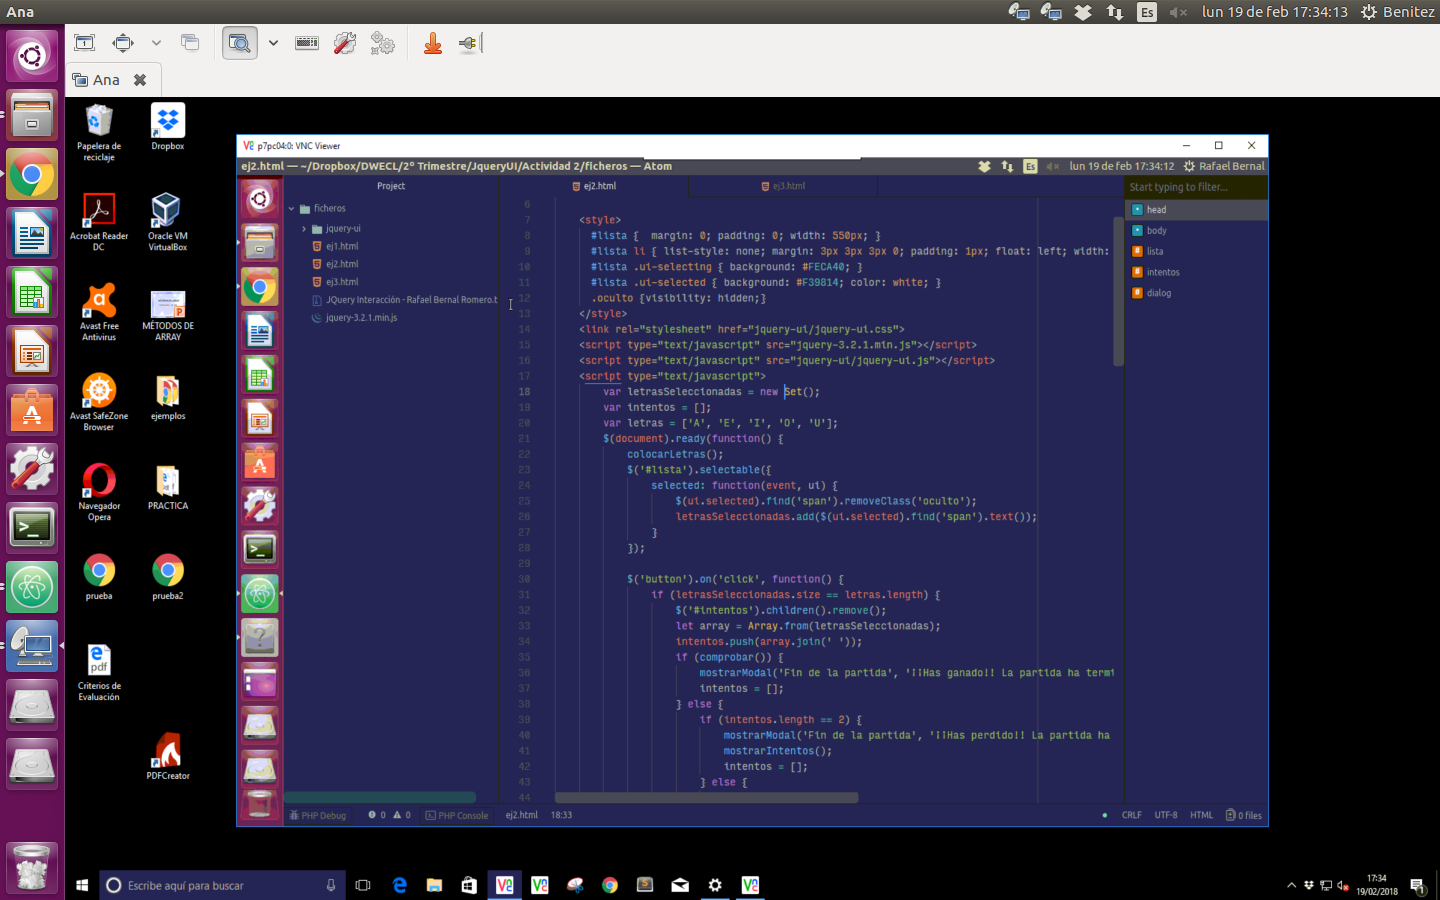 Ana
Es
lun 19 de feb 17:34:13
Benitez
Ana
Papelera de reciclaje
Dropbox
Acrobat Reader DC
Oracle VM VirtualBox
Avast Free Antivirus
MÉTODOS DE ARRAY
Avast SafeZone Browser
ejemplos
Navegador Opera
PRACTICA
prueba
prueba2
Criterios de Evaluación
PDFCreator
p7pc04:0: VNC Viewer
ej2.html — ~/Dropbox/DWECL/2º Trimestre/JqueryUI/Actividad 2/ficheros — Atom
Es
lun 19 de feb 17:34:12
Rafael Bernal
Project
ficheros
jquery-ui
ej1.html
ej2.html
ej3.html
JQuery Interacción - Rafael Bernal Romero.t
jquery-3.2.1.min.js
ej2.html
ej3.html
6
7 <style>
8 #lista { margin: 0; padding: 0; width: 550px; }
9 #lista li { list-style: none; margin: 3px 3px 3px 0; padding: 1px; float: left; width:
10 #lista .ui-selecting { background: #FECA40; }
11 #lista .ui-selected { background: #F39814; color: white; }
12 .oculto {visibility: hidden;}
13 </style>
14 <link rel="stylesheet" href="jquery-ui/jquery-ui.css">
15 <script type="text/javascript" src="jquery-3.2.1.min.js"></script>
16 <script type="text/javascript" src="jquery-ui/jquery-ui.js"></script>
17 <script type="text/javascript">
18 var letrasSeleccionadas = new Set();
19 var intentos = [];
20 var letras = ['A', 'E', 'I', 'O', 'U'];
21 $(document).ready(function() {
22 colocarLetras();
23 $('#lista').selectable({
24 selected: function(event, ui) {
25 $(ui.selected).find('span').removeClass('oculto');
26 letrasSeleccionadas.add($(ui.selected).find('span').text());
27 }
28 });
29
30 $('button').on('click', function() {
31 if (letrasSeleccionadas.size == letras.length) {
32 $('#intentos').children().remove();
33 let array = Array.from(letrasSeleccionadas);
34 intentos.push(array.join(' '));
35 if (comprobar()) {
36 mostrarModal('Fin de la partida', '¡¡Has ganado!! La partida ha termi
37 intentos = [];
38 } else {
39 if (intentos.length == 2) {
40 mostrarModal('Fin de la partida', '¡¡Has perdido!! La partida ha
41 mostrarIntentos();
42 intentos = [];
43 } else {
44
Start typing to filter...
head
body
lista
intentos
dialog
PHP Debug
0
0
PHP Console
ej2.html
18:33
CRLF
UTF-8
HTML
0 files
Escribe aquí para buscar
17:34
19/02/2018
1